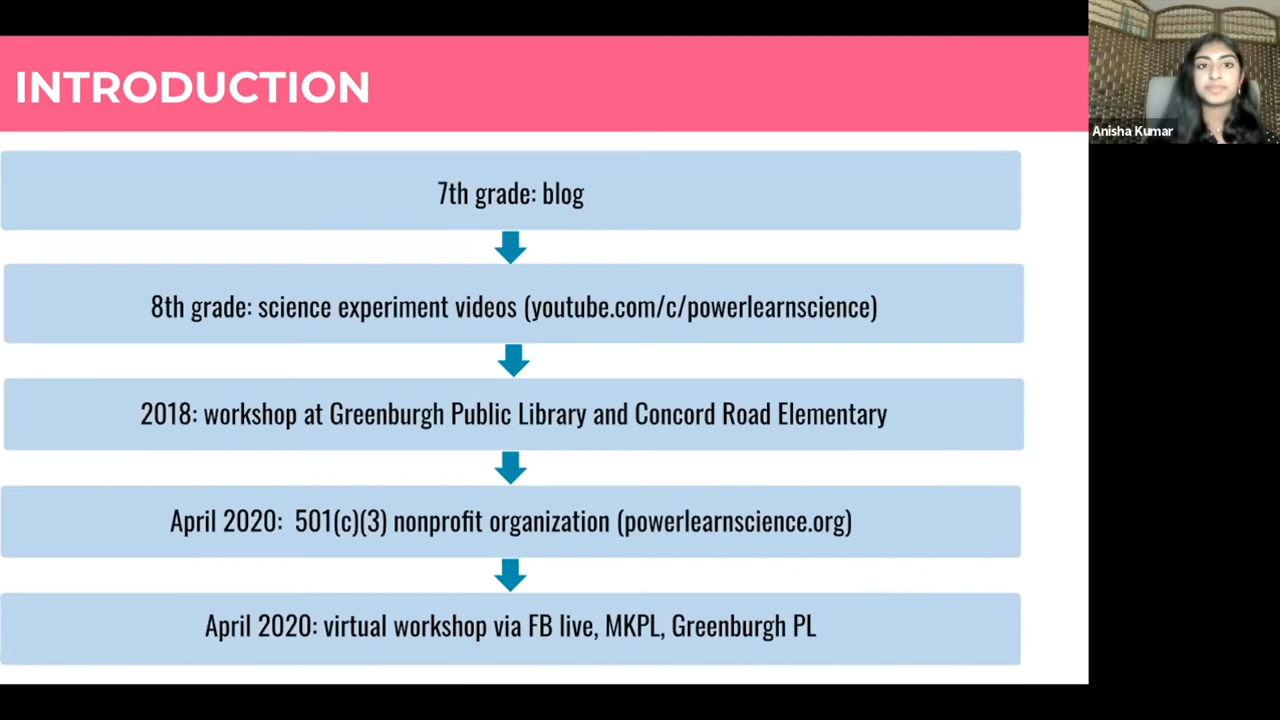 INTRODUCTION
Anisha Kumar
7th grade: blog
8th grade: science experiment videos (youtube.com/c/powerlearnscience)
2018: workshop at Greenburgh Public Library and Concord Road Elementary
April 2020: 501(c)(3) nonprofit organization (powerlearnscience.org)
April 2020: virtual workshop via FB live, MKPL, Greenburgh PL